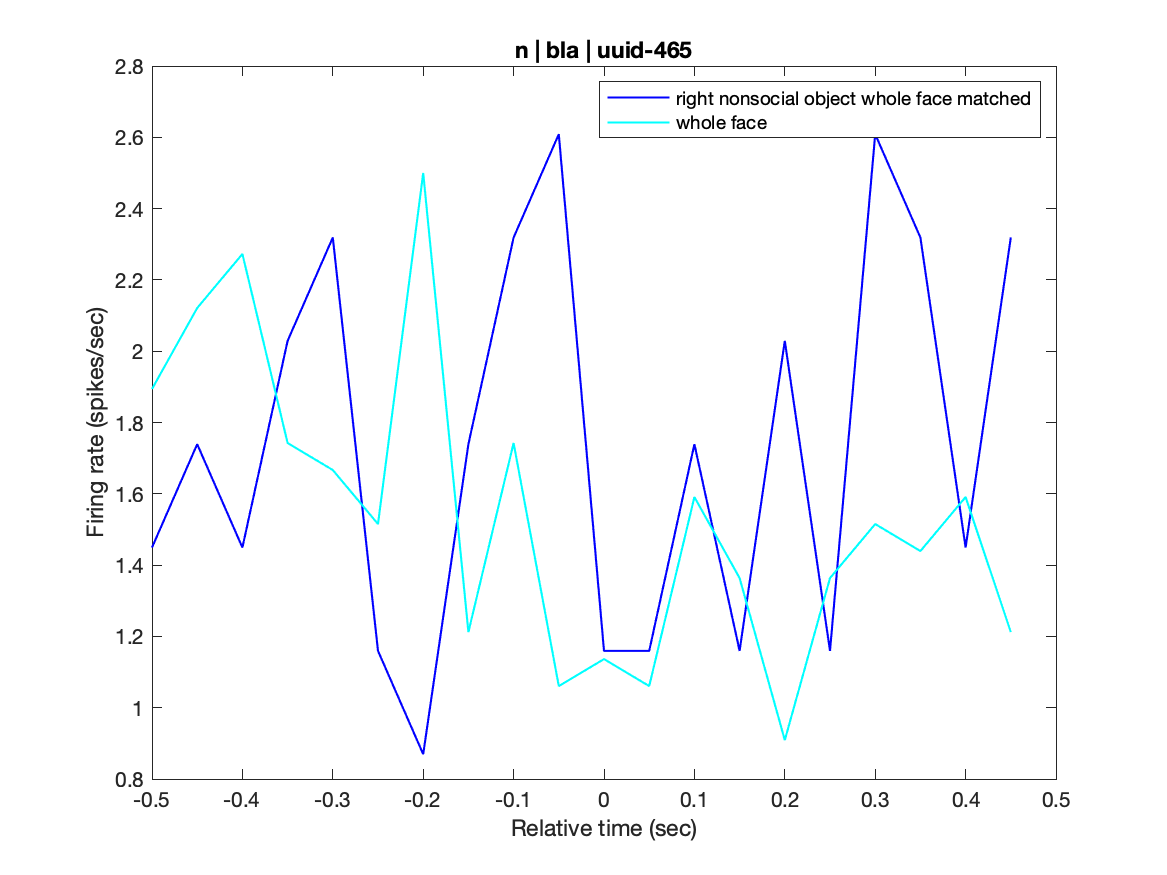 n | bla | uuid-465
right nonsocial object whole face matched
whole face
2.8
2.6
2.4
2.2
2
1.8
1.6
1.4
1.2
1
0.8
Firing rate (spikes/sec)
-0.5 -0.4 -0.3 -0.2 -0.1 0 0.1 0.2 0.3 0.4 0.5
Relative time (sec)